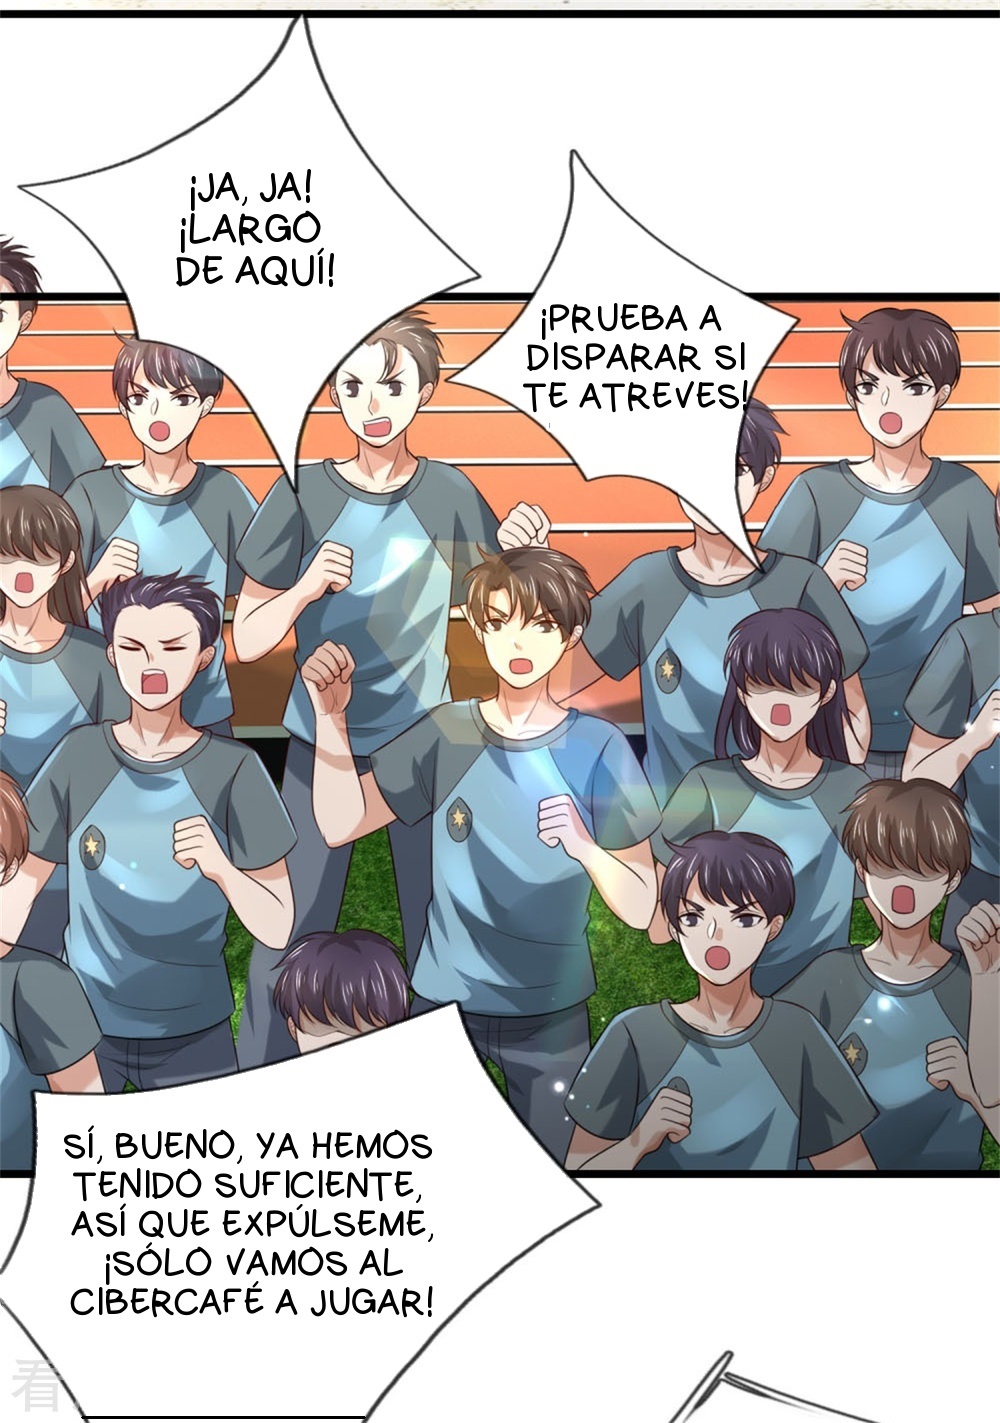 ¡JA, JA!
¡LARGO
DE AQUÍ!
¡PRUEBA A
DISPARAR SI
TE ATREVES!
SÍ, BUENO, YA HEMOS
TENIDO SUFICIENTE,
ASÍ QUE EXPÚLSEME,
¡SÓLO VAMOS AL
CIBERCAFÉ A JUGAR!
看